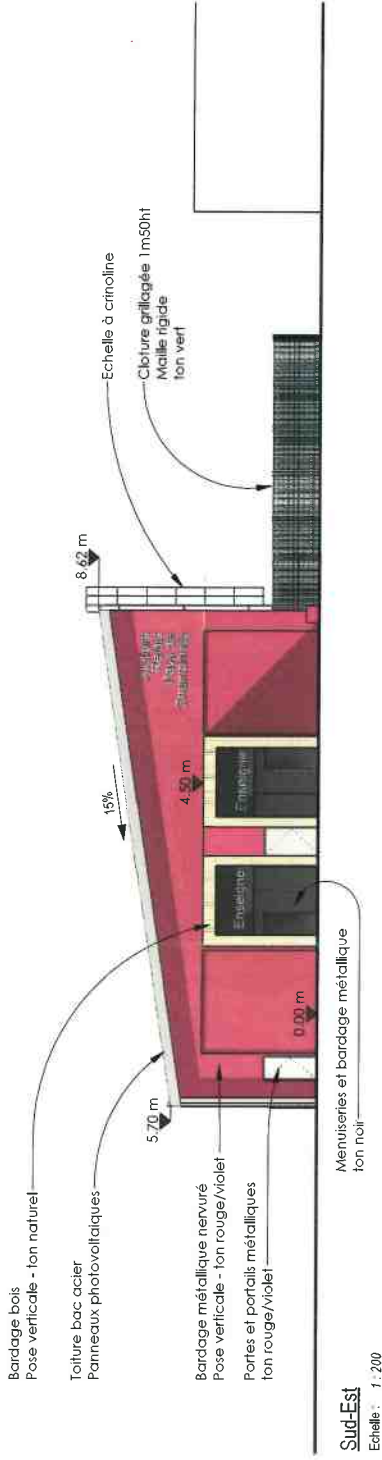 Bardage bois
Pose verticale - ton naturel
Toiture bac acier
Panneaux photovoltaiques
5.70 m
15%
8.62 m
Echelle à crinoline
Cloture grillagée 1m50ht
Maille rigide
ton vert
Bardage métallique nervuré
Pose verticale - ton rouge/violet
Portes et portails métalliques
ton rouge/violet
4.50 m
Enseigne
Enseigne
0.00 m
Menuiseries et bardage métallique
ton noir
Sud-Est
Echelle : 1 : 200